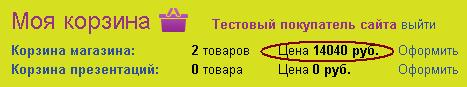 Моя корзина Тестовый покупатель сайта выйти
Корзина магазина: 2 товаров Цена 14040 руб. Оформить
Корзина презентаций: 0 товара Цена 0 руб. Оформить